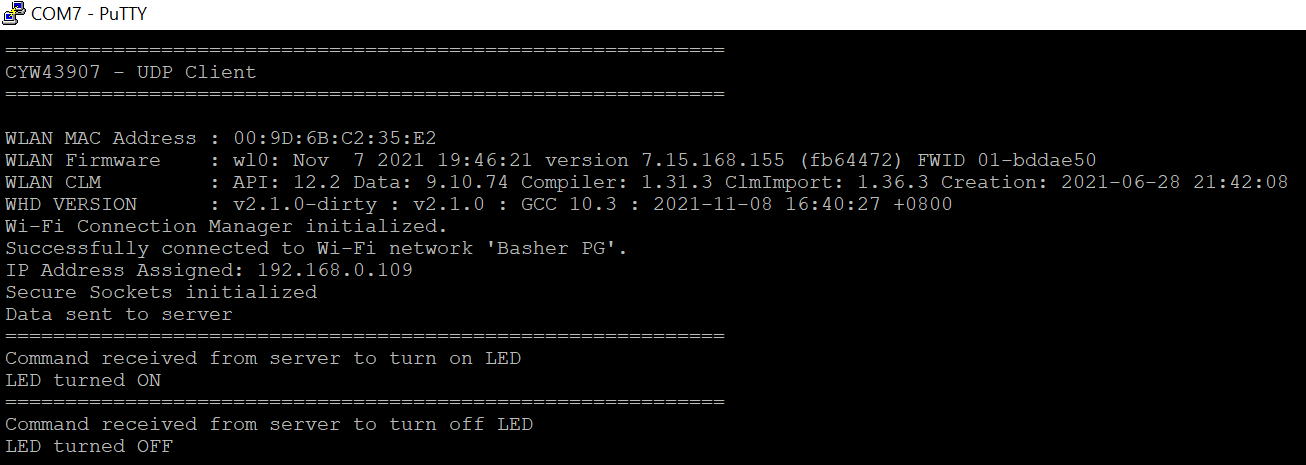 COM7 - PuTTY
============================================================
CYW43907 - UDP Client
============================================================
WLAN MAC Address : 00:9D:6B:C2:35:E2
WLAN Firmware    : wl0: Nov  7 2021 19:46:21 version 7.15.168.155 (fb64472) FWID 01-bddae50
WLAN CLM         : API: 12.2 Data: 9.10.74 Compiler: 1.31.3 ClmImport: 1.36.3 Creation: 2021-06-28 21:42:08
WHD VERSION      : v2.1.0-dirty : v2.1.0 : GCC 10.3 : 2021-11-08 16:40:27 +0800
Wi-Fi Connection Manager initialized.
Successfully connected to Wi-Fi network 'Basher PG'.
IP Address Assigned: 192.168.0.109
Secure Sockets initialized
Data sent to server
============================================================
Command received from server to turn on LED
LED turned ON
============================================================
Command received from server to turn off LED
LED turned OFF